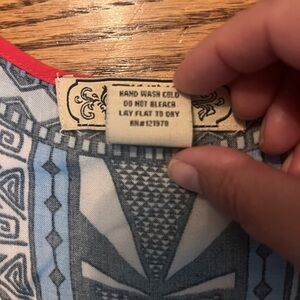 HAND WASH COLD
DO NOT BLEACH
LAY FLAT TO DRY
RN#121970